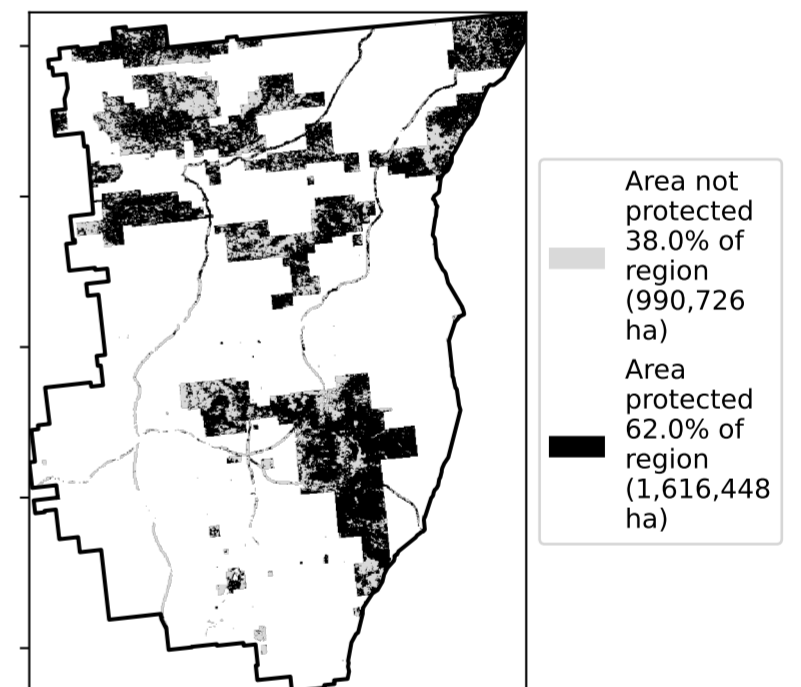 Area not
protected
38.0% of
region
(990,726
ha)
Area
protected
62.0% of
region
(1,616,448
ha)